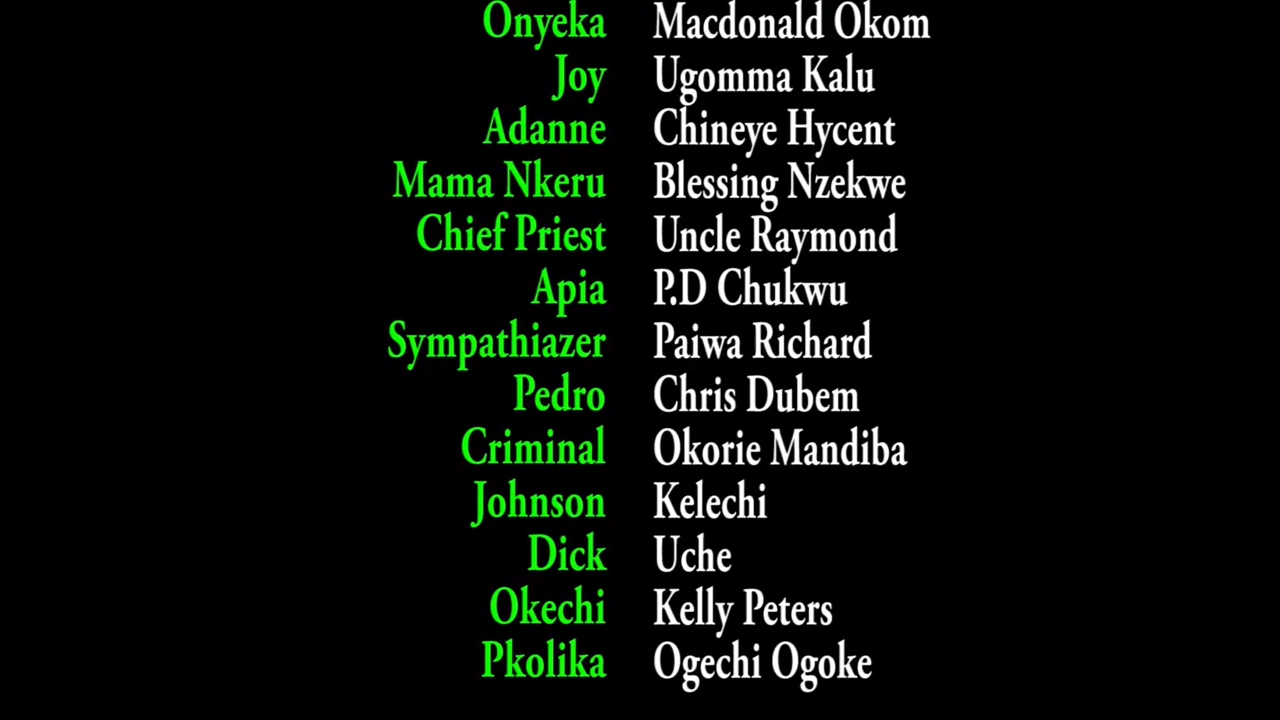 Onyeka Macdonald Okom
Joy Ugomma Kalu
Adanne Chineye Hycent
Mama Nkeru Blessing Nzekwe
Chief Priest Uncle Raymond
Apia P.D Chukwu
Sympathiazer Paiwa Richard
Pedro Chris Dubem
Criminal Okorie Mandiba
Johnson Kelechi
Dick Uche
Okechi Kelly Peters
Pkolika Ogechi Ogoke